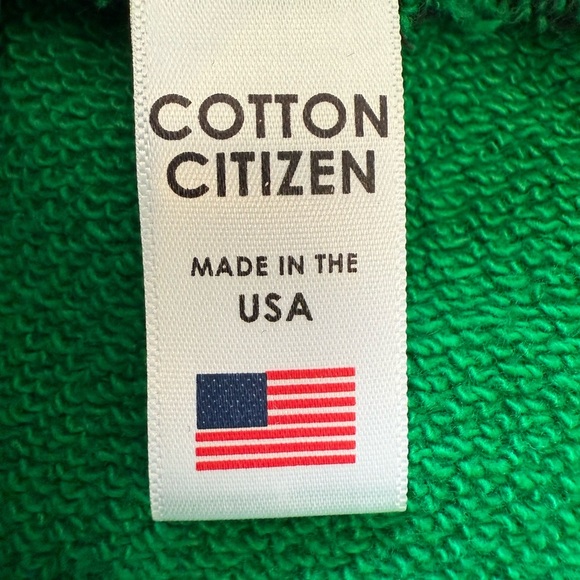 COTTON
CITIZEN
MADE IN THE
USA